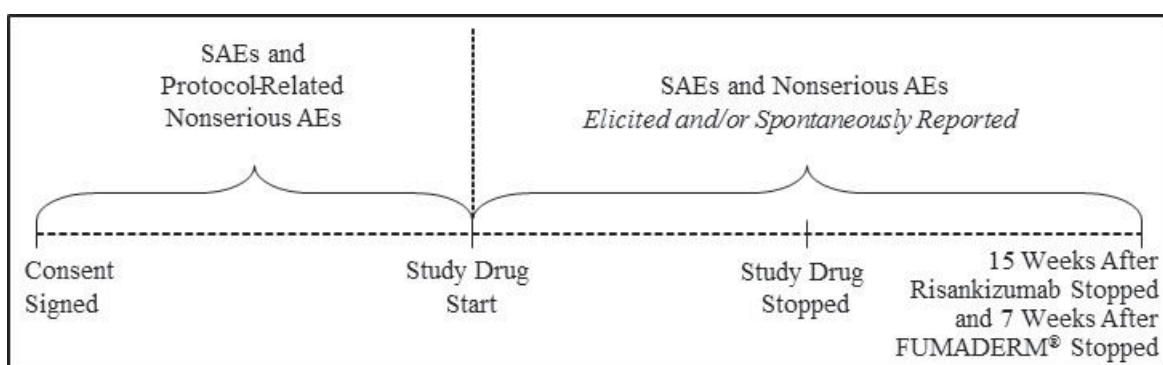 SAEs and
Protocol-Related
Nonserious AEs
SAEs and Nonserious AEs
Elicited and/or Spontaneously Reported
Consent
Signed
Study Drug
Start
Study Drug
Stopped
15 Weeks After
Risankizumab Stopped
and 7 Weeks After
FUMADERM® Stopped